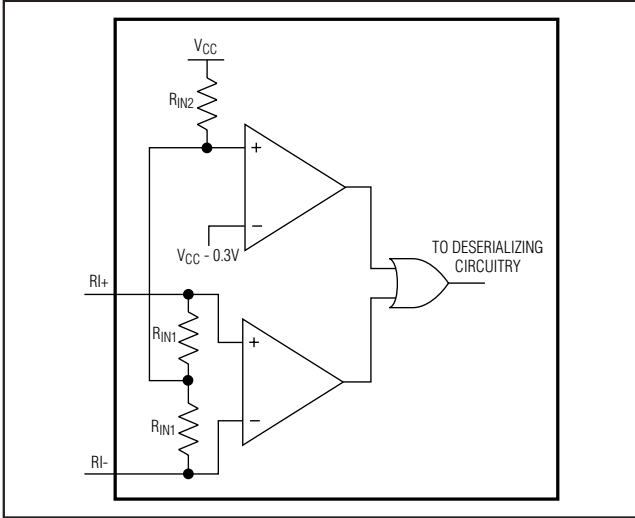 VCC
RIN2
+
−
VCC - 0.3V
TO DESERIALIZING
CIRCUITRY
RI+
RIN1
+
RIN1
−
RI-